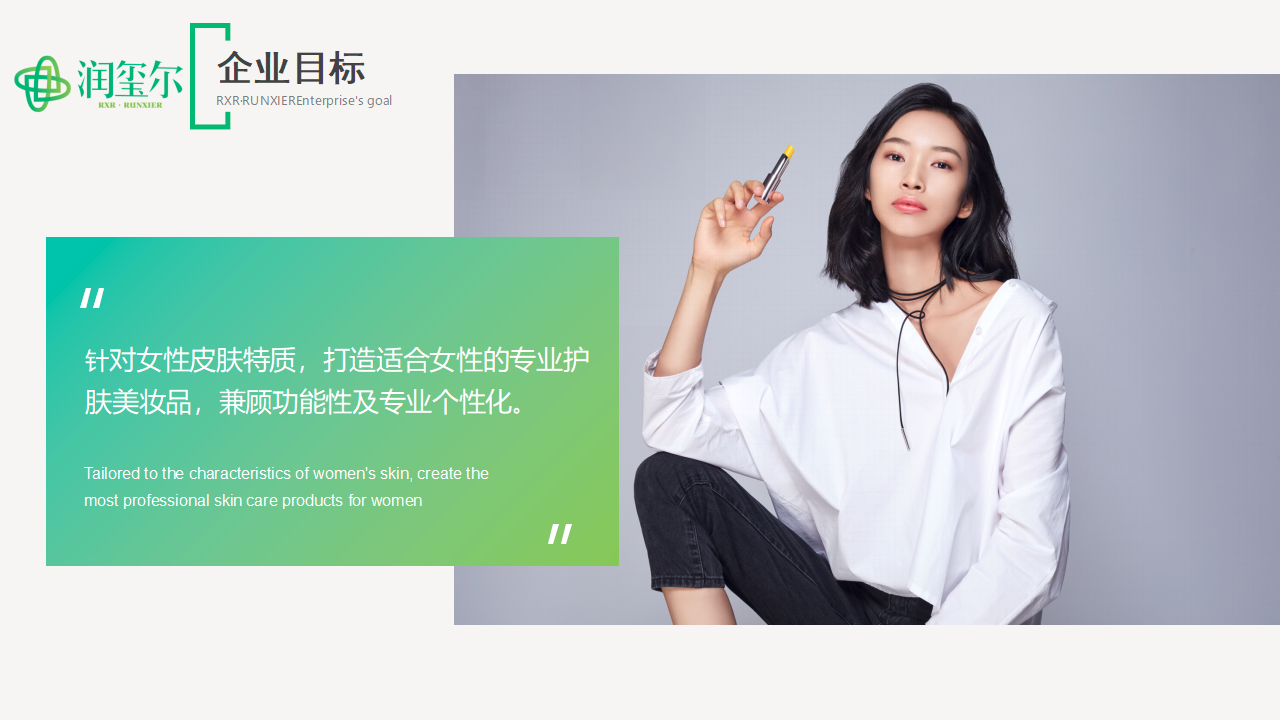 润玺尔
RXR · RUNXIER
企业目标
RXR·RUNXIEREnterprise's goal
针对女性皮肤特质，打造适合女性的专业护
肤美妆品，兼顾功能性及专业个性化。
Tailored to the characteristics of women's skin, create the
most professional skin care products for women